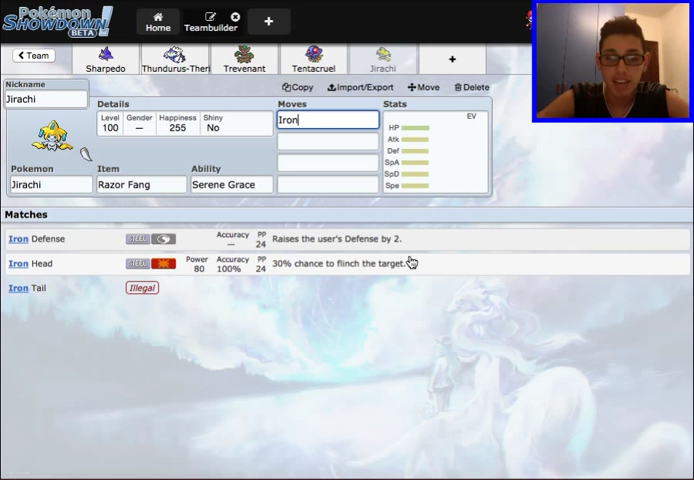 Pokémon
SHOWDOWN!
BETA
Home
Teambuilder
+
< Team
Sharpedo
Thundurus-Theri
Trevenant
Tentacruel
Jirachi
+
Copy
Import/Export
Move
Delete
Nickname
Jirachi
Details
Level
100
Gender
—
Happiness
255
Shiny
No
Moves
Iron
Stats
EV
HP
Atk
Def
SpA
SpD
Spe
Pokemon
Jirachi
Item
Razor Fang
Ability
Serene Grace
Matches
Iron Defense STEEL Accuracy — PP 24 Raises the user's Defense by 2.
Iron Head STEEL Power 80 Accuracy 100% PP 24 30% chance to flinch the target.
Iron Tail Illegal